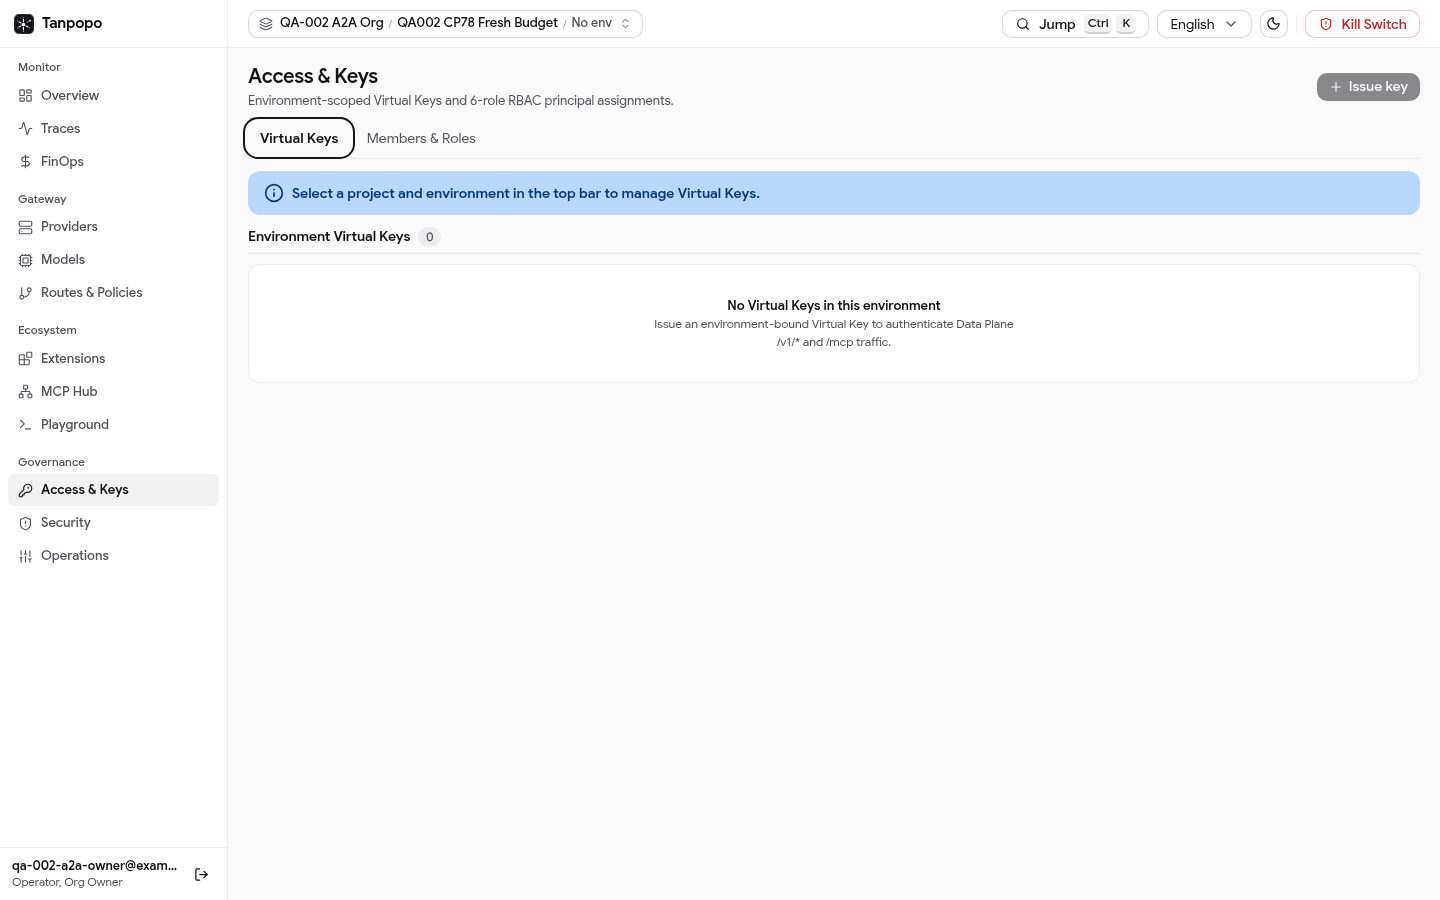 Tanpopo
QA-002 A2A Org / QA002 CP78 Fresh Budget / No env
Jump Ctrl K
English
Kill Switch
Monitor
Overview
Traces
FinOps
Gateway
Providers
Models
Routes & Policies
Ecosystem
Extensions
MCP Hub
Playground
Governance
Access & Keys
Security
Operations
qa-002-a2a-owner@exam...
Operator, Org Owner
Access & Keys
Environment-scoped Virtual Keys and 6-role RBAC principal assignments.
Issue key
Virtual Keys
Members & Roles
Select a project and environment in the top bar to manage Virtual Keys.
Environment Virtual Keys 0
No Virtual Keys in this environment
Issue an environment-bound Virtual Key to authenticate Data Plane
/v1/* and /mcp traffic.